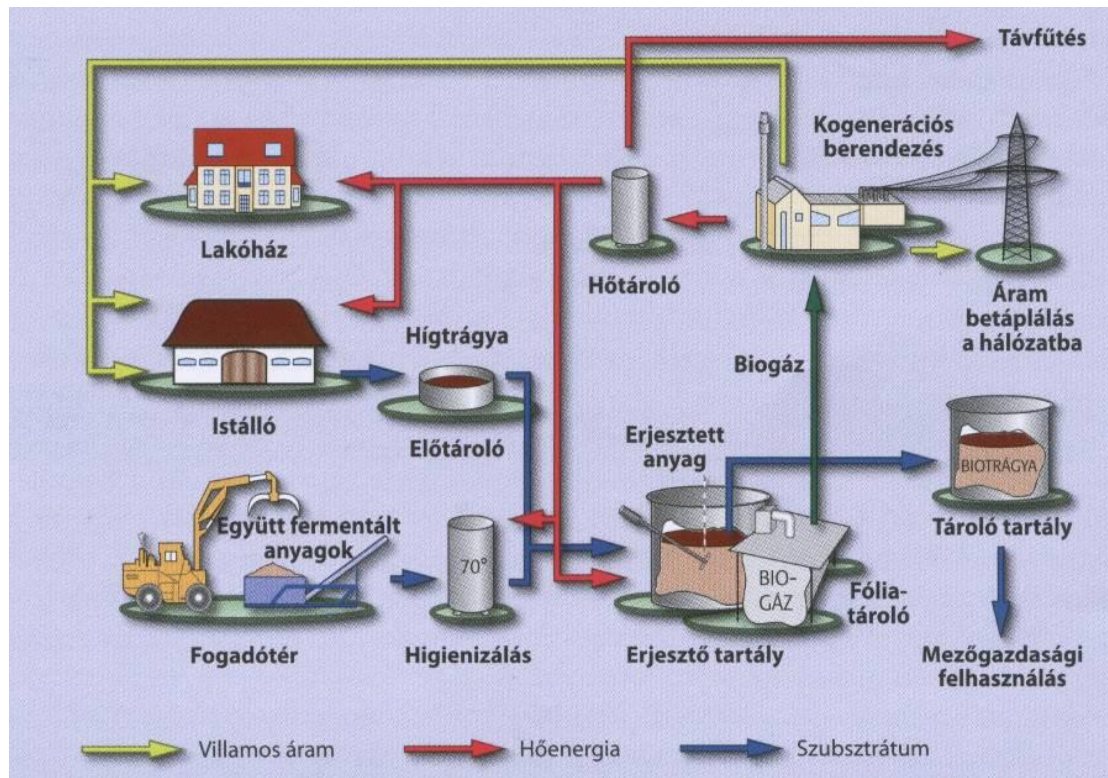 Távfűtés
Kogenerációs
berendezés
Lakóház
Hőtároló
Áram
betáplálás
a hálózatba
Hígtrágya
Biogáz
Istálló
Előtároló
Erjesztett
anyag
BIOTRÁGYA
Tároló tartály
Együtt fermentált
anyagok
70°
BIO-
GÁZ
Fólia-
tároló
Fogadótér
Higienizálás
Erjesztő tartály
Mezőgazdasági
felhasználás
Villamos áram
Hőenergia
Szubsztrátum